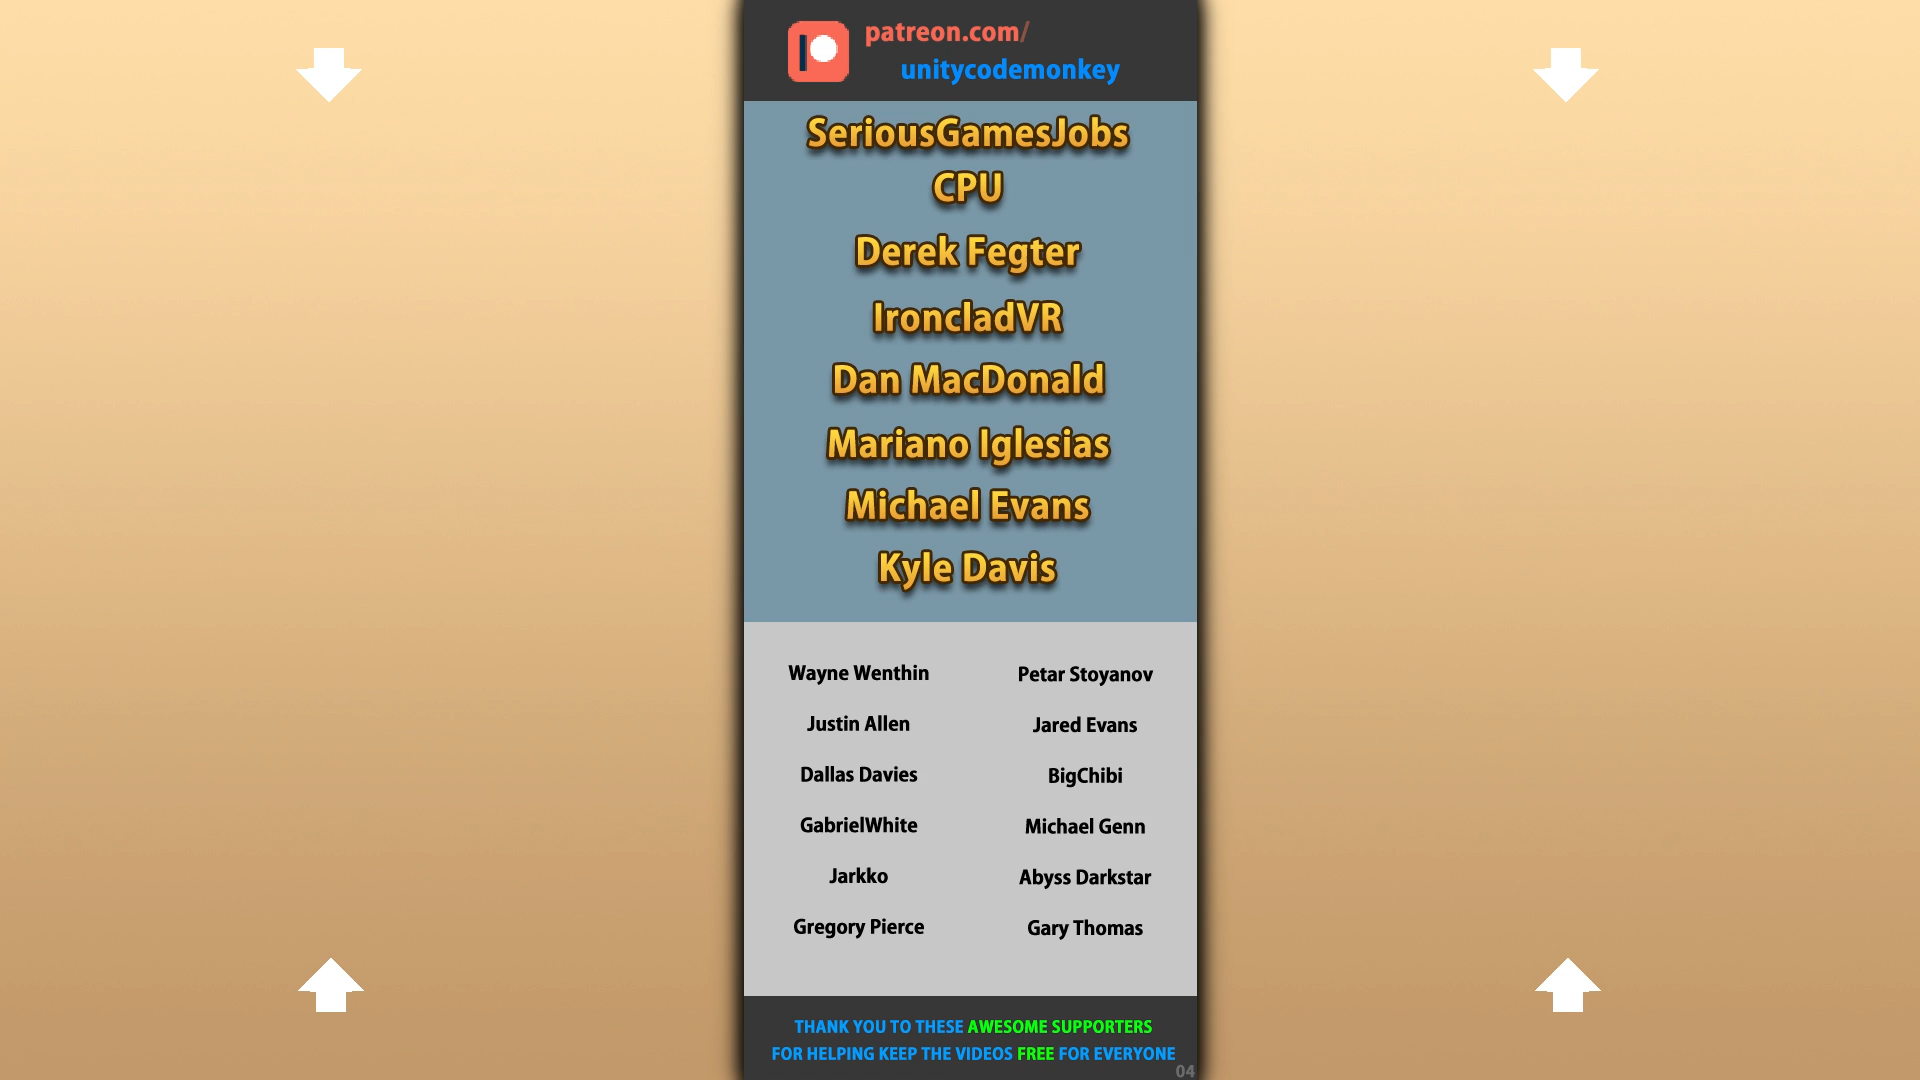 patreon.com/
unitycodemonkey
SeriousGamesJobs
CPU
Derek Fegter
IroncladVR
Dan MacDonald
Mariano Iglesias
Michael Evans
Kyle Davis
Wayne Wenthin
Petar Stoyanov
Justin Allen
Jared Evans
Dallas Davies
BigChibi
GabrielWhite
Michael Genn
Jarkko
Abyss Darkstar
Gregory Pierce
Gary Thomas
THANK YOU TO THESE AWESOME SUPPORTERS
FOR HELPING KEEP THE VIDEOS FREE FOR EVERYONE
04